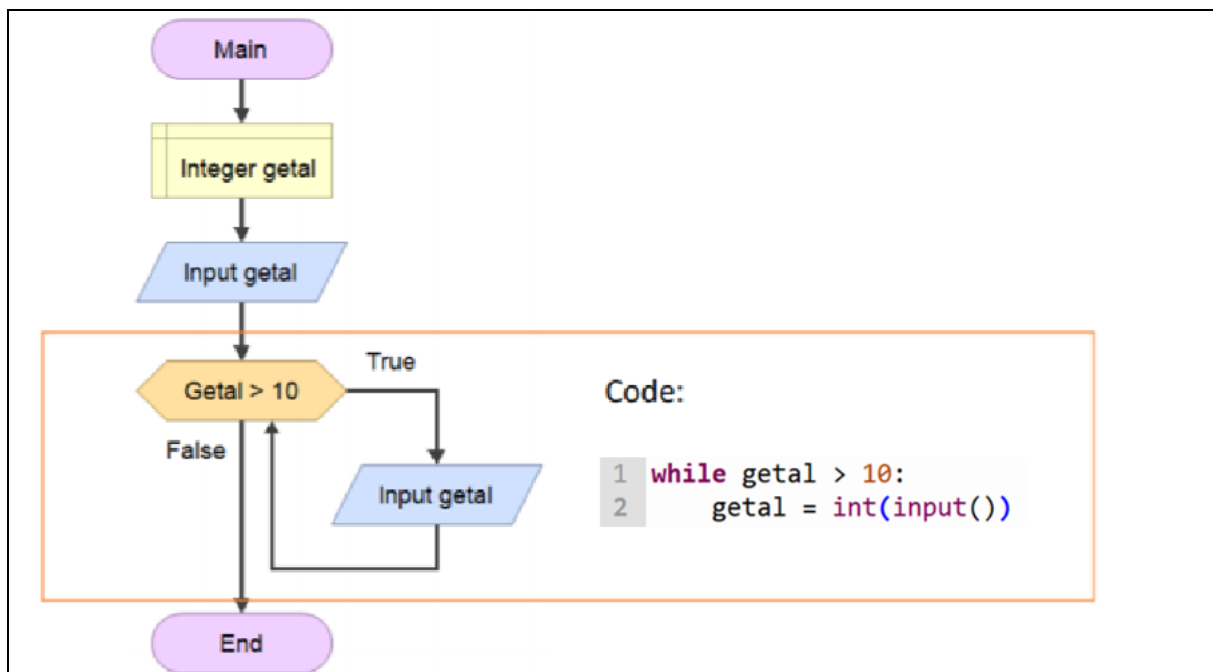 Main
Integer getal
Input getal
Getal > 10
True
False
Input getal
End
Code:
1 while getal > 10:
2     getal = int(input())